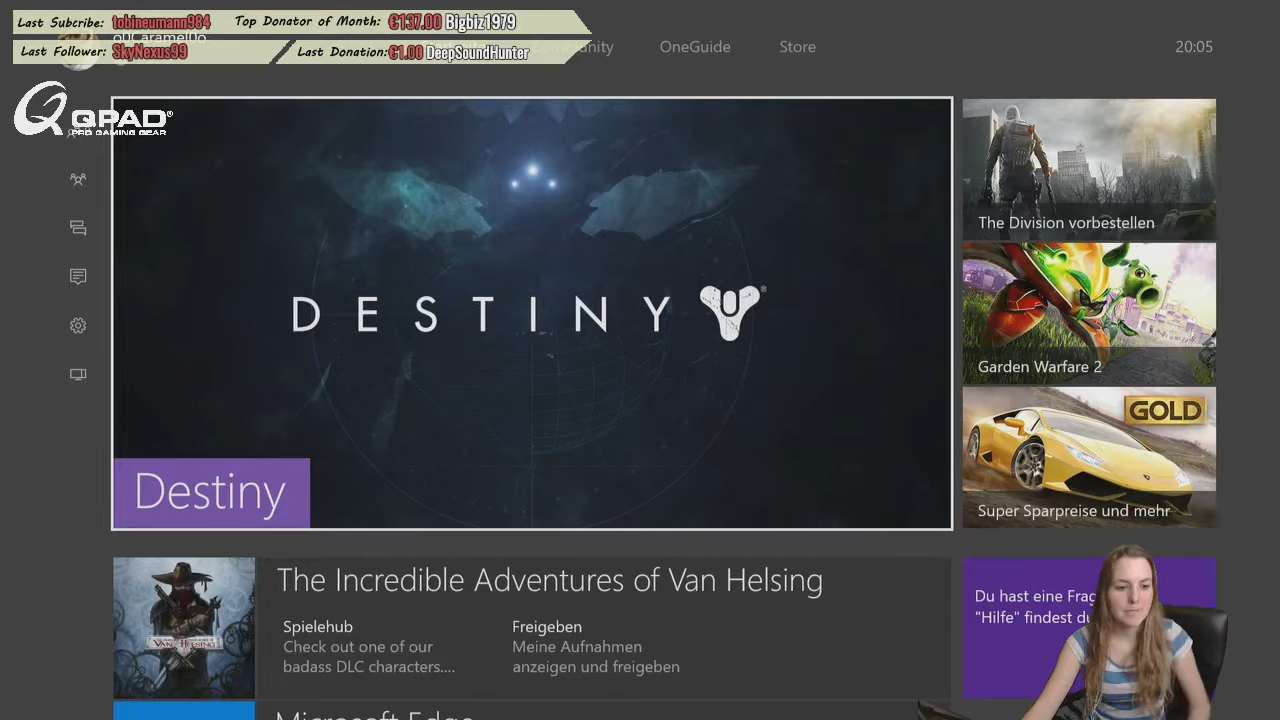 Last Subcribe: tobineumann984
Top Donator of Month: €137.00 Bigbiz1979
Last Follower: SkyNexus99
Last Donation: €1.00 DeepSoundHunter
OneGuide
Store
20:05
QPAD®
PRO GAMING GEAR
DESTINY
Destiny
The Division vorbestellen
Garden Warfare 2
GOLD
Super Sparpreise und mehr
The Incredible Adventures of Van Helsing
Spielehub
Check out one of our
badass DLC characters....
Freigeben
Meine Aufnahmen
anzeigen und freigeben
VAN HELSING
Du hast eine
"Hilfe" findest
Microsoft Edge